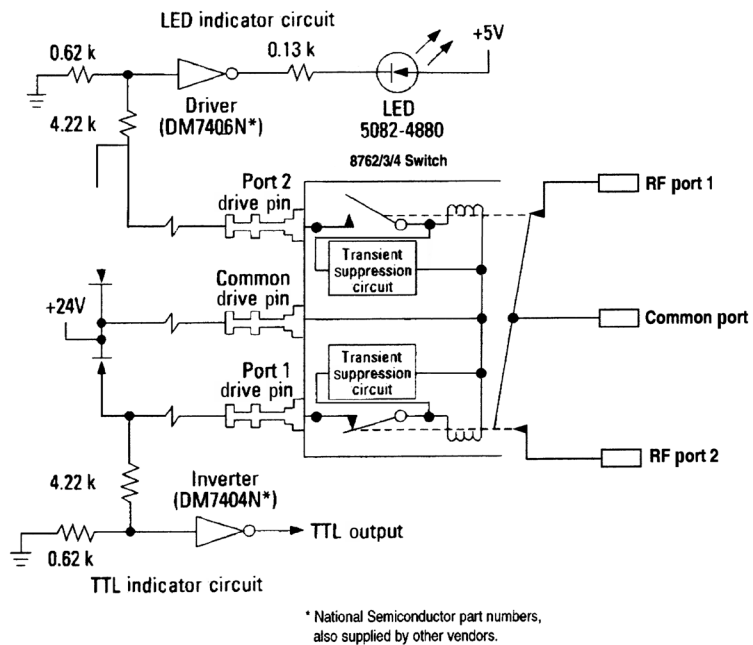 LED indicator circuit
0.62 k
0.13 k
+5V
Driver
(DM7406N*)
LED
5082-4880
4.22 k
8762/3/4 Switch
Port 2
drive pin
RF port 1
Transient
suppression
circuit
Common
drive pin
+24V
Common port
Transient
suppression
circuit
Port 1
drive pin
RF port 2
4.22 k
Inverter
(DM7404N*)
TTL output
0.62 k
TTL indicator circuit
* National Semiconductor part numbers,
also supplied by other vendors.